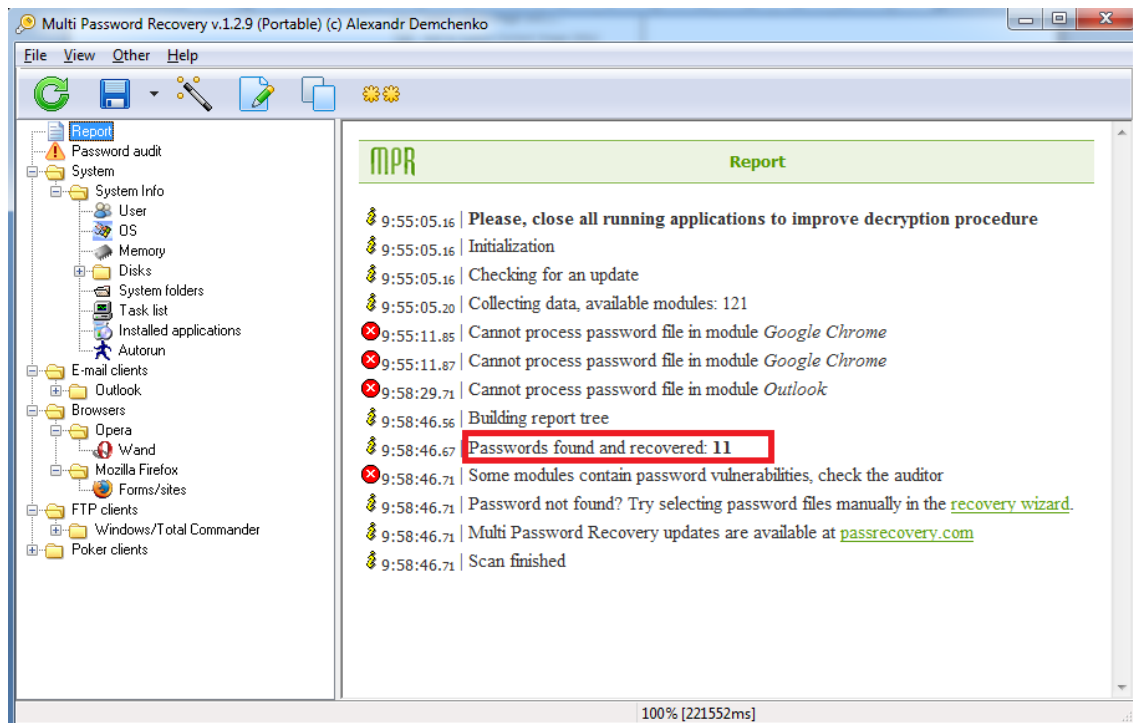 Multi Password Recovery v.1.2.9 (Portable) (c) Alexandr Demchenko
File View Other Help
Report
Password audit
System
System Info
User
OS
Memory
Disks
System folders
Task list
Installed applications
Autorun
E-mail clients
Outlook
Browsers
Opera
Wand
Mozilla Firefox
Forms/sites
FTP clients
Windows/Total Commander
Poker clients
MPR Report
9:55:05.16 | Please, close all running applications to improve decryption procedure
9:55:05.16 | Initialization
9:55:05.16 | Checking for an update
9:55:05.20 | Collecting data, available modules: 121
9:55:11.85 | Cannot process password file in module Google Chrome
9:55:11.87 | Cannot process password file in module Google Chrome
9:58:29.71 | Cannot process password file in module Outlook
9:58:46.56 | Building report tree
9:58:46.67 | Passwords found and recovered: 11
9:58:46.71 | Some modules contain password vulnerabilities, check the auditor
9:58:46.71 | Password not found? Try selecting password files manually in the recovery wizard.
9:58:46.71 | Multi Password Recovery updates are available at passrecovery.com
9:58:46.71 | Scan finished
100% [221552ms]